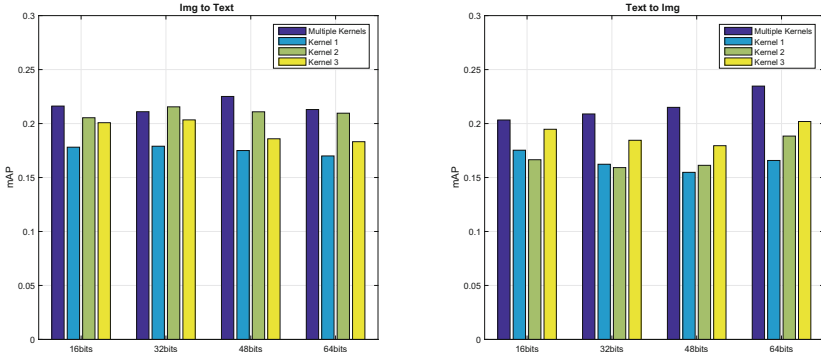 Img to Text
0.3
0.25
0.2
0.15
0.1
0.05
0
mAP
16bits 32bits 48bits 64bits
Multiple Kernels
Kernel 1
Kernel 2
Kernel 3
Text to Img
0.3
0.25
0.2
0.15
0.1
0.05
0
mAP
16bits 32bits 48bits 64bits
Multiple Kernels
Kernel 1
Kernel 2
Kernel 3